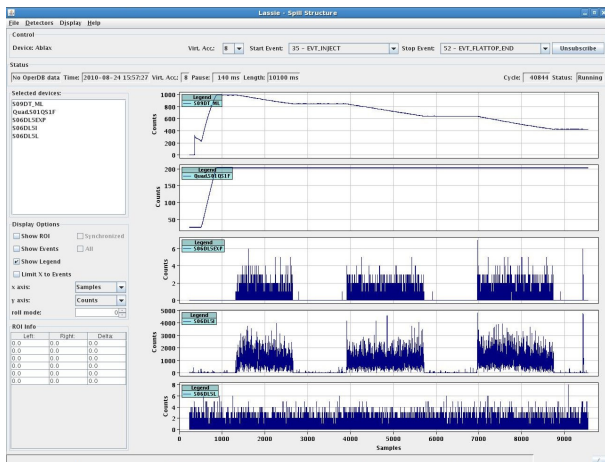 Lassie - Spill Structure
File Detectors Display Help
Control
Device: Ablax Virt. Acc.: 8 Start Event: 35 - EVT_INJECT Stop Event: 52 - EVT_FLATTOP_END Unsubscribe
Status
No OpenDB data Time: 2010-08-24 15:57:27 Virt. Acc: 8 Pause: 140 ms Length: 10100 ms Cycle: 40844 Status: Running
Selected devices:
S09DT_ML
QuadS01QS1F
S06DLSEXP
S06DLSI
S06DLSL
Display Options
Show ROI Synchronized
Show Events All
Show Legend
Limit X to Events
x axis: Samples
y axis: Counts
roll mode: 0
ROI Info
Left: Right: Delta:
0.0 0.0 0.0
0.0 0.0 0.0
0.0 0.0 0.0
0.0 0.0 0.0
0.0 0.0 0.0
0.0 0.0 0.0
Legend
S09DT_ML
Counts
1000
800
600
400
200
0
Legend
QuadS01QS1F
Counts
200
150
100
50
Legend
S06DLSEXP
Counts
6
4
2
0
Legend
S06DLSI
Counts
5000
4000
3000
2000
1000
0
Legend
S06DLSL
Counts
8
6
4
2
0
0 1000 2000 3000 4000 5000 6000 7000 8000 9000
Samples